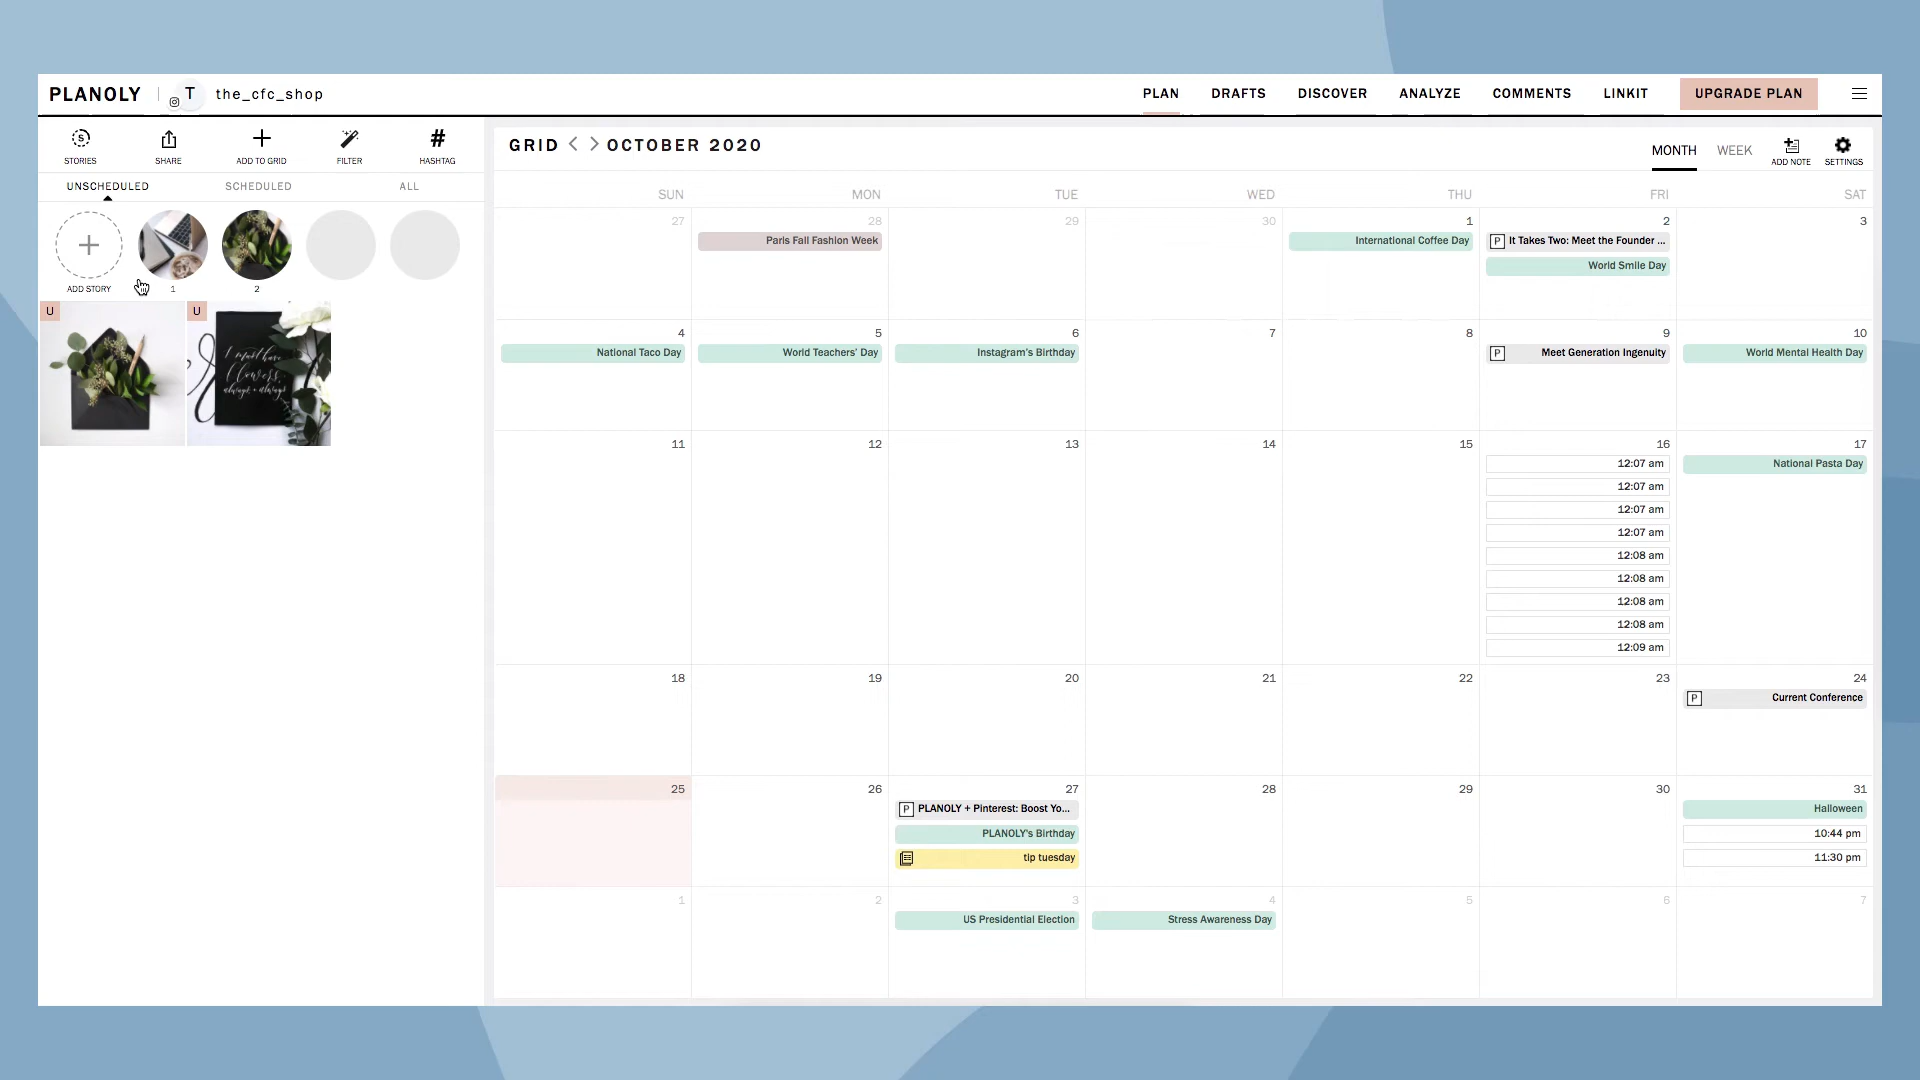 PLANOLY T the_cfc_shop PLAN DRAFTS DISCOVER ANALYZE COMMENTS LINKIT UPGRADE PLAN
STORIES SHARE ADD TO GRID FILTER HASHTAG
UNSCHEDULED SCHEDULED ALL
ADD STORY 1 2
U U
I must have
flowers,
always + always
GRID OCTOBER 2020 MONTH WEEK ADD NOTE SETTINGS
SUN MON TUE WED THU FRI SAT
27 28 29 30 1 2 3
Paris Fall Fashion Week International Coffee Day P It Takes Two: Meet the Founder ...
World Smile Day
4 5 6 7 8 9 10
National Taco Day World Teachers' Day Instagram's Birthday P Meet Generation Ingenuity World Mental Health Day
11 12 13 14 15 16 17
12:07 am National Pasta Day
12:07 am
12:07 am
12:07 am
12:08 am
12:08 am
12:08 am
12:08 am
12:09 am
18 19 20 21 22 23 24
P Current Conference
25 26 27 28 29 30 31
P PLANOLY + Pinterest: Boost Yo... Halloween
PLANOLY's Birthday 10:44 pm
tip tuesday 11:30 pm
1 2 3 4 5 6 7
US Presidential Election Stress Awareness Day